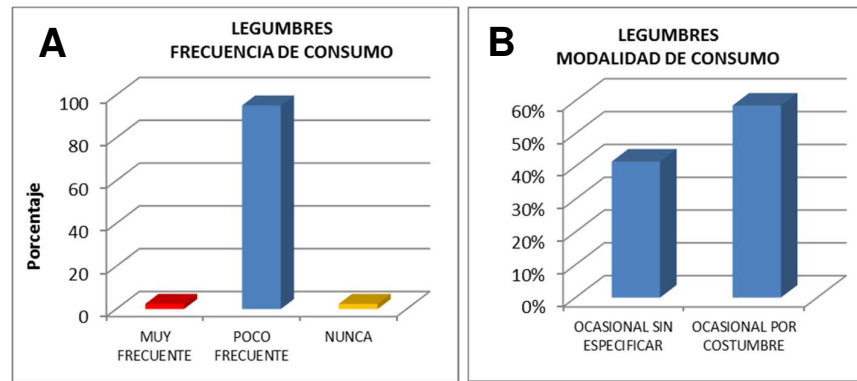 A
LEGUMBRES
FRECUENCIA DE CONSUMO
Porcentaje
100
80
60
40
20
0
MUY
FRECUENTE
POCO
FRECUENTE
NUNCA
B
LEGUMBRES
MODALIDAD DE CONSUMO
60%
50%
40%
30%
20%
10%
0%
OCASIONAL SIN
ESPECIFICAR
OCASIONAL POR
COSTUMBRE